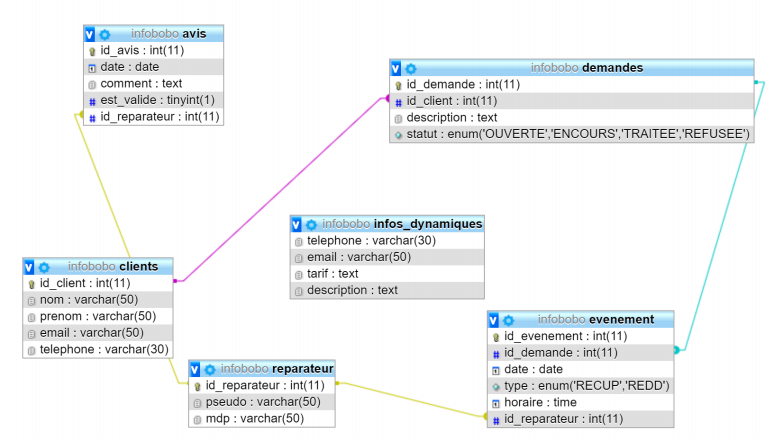 infobobo avis
id_avis : int(11)
date : date
comment : text
est_valide : tinyint(1)
id_reparateur : int(11)
infobobo demandes
id_demande : int(11)
id_client : int(11)
description : text
statut : enum('OUVERTE','ENCOURS','TRAITEE','REFUSEE')
infobobo infos_dynamiques
telephone : varchar(30)
email : varchar(50)
tarif : text
description : text
infobobo clients
id_client : int(11)
nom : varchar(50)
prenom : varchar(50)
email : varchar(50)
telephone : varchar(30)
infobobo evenement
id_evenement : int(11)
id_demande : int(11)
date : date
type : enum('RECUP','REDD')
horaire : time
id_reparateur : int(11)
infobobo reparateur
id_reparateur : int(11)
pseudo : varchar(50)
mdp : varchar(50)